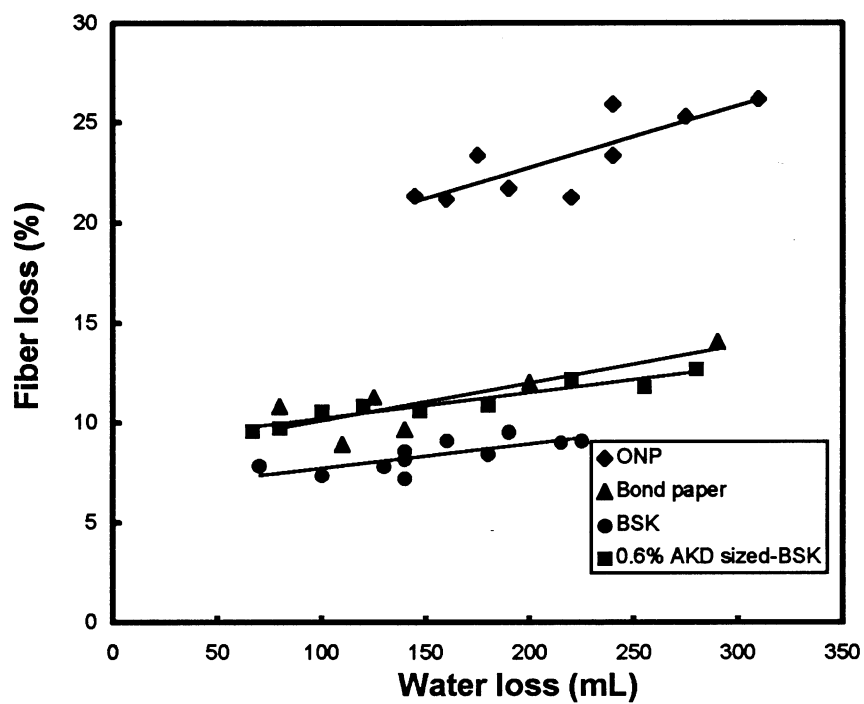 30
25
20
15
10
5
0
Fiber loss (%)
0 50 100 150 200 250 300 350
Water loss (mL)
ONP
Bond paper
BSK
0.6% AKD sized-BSK